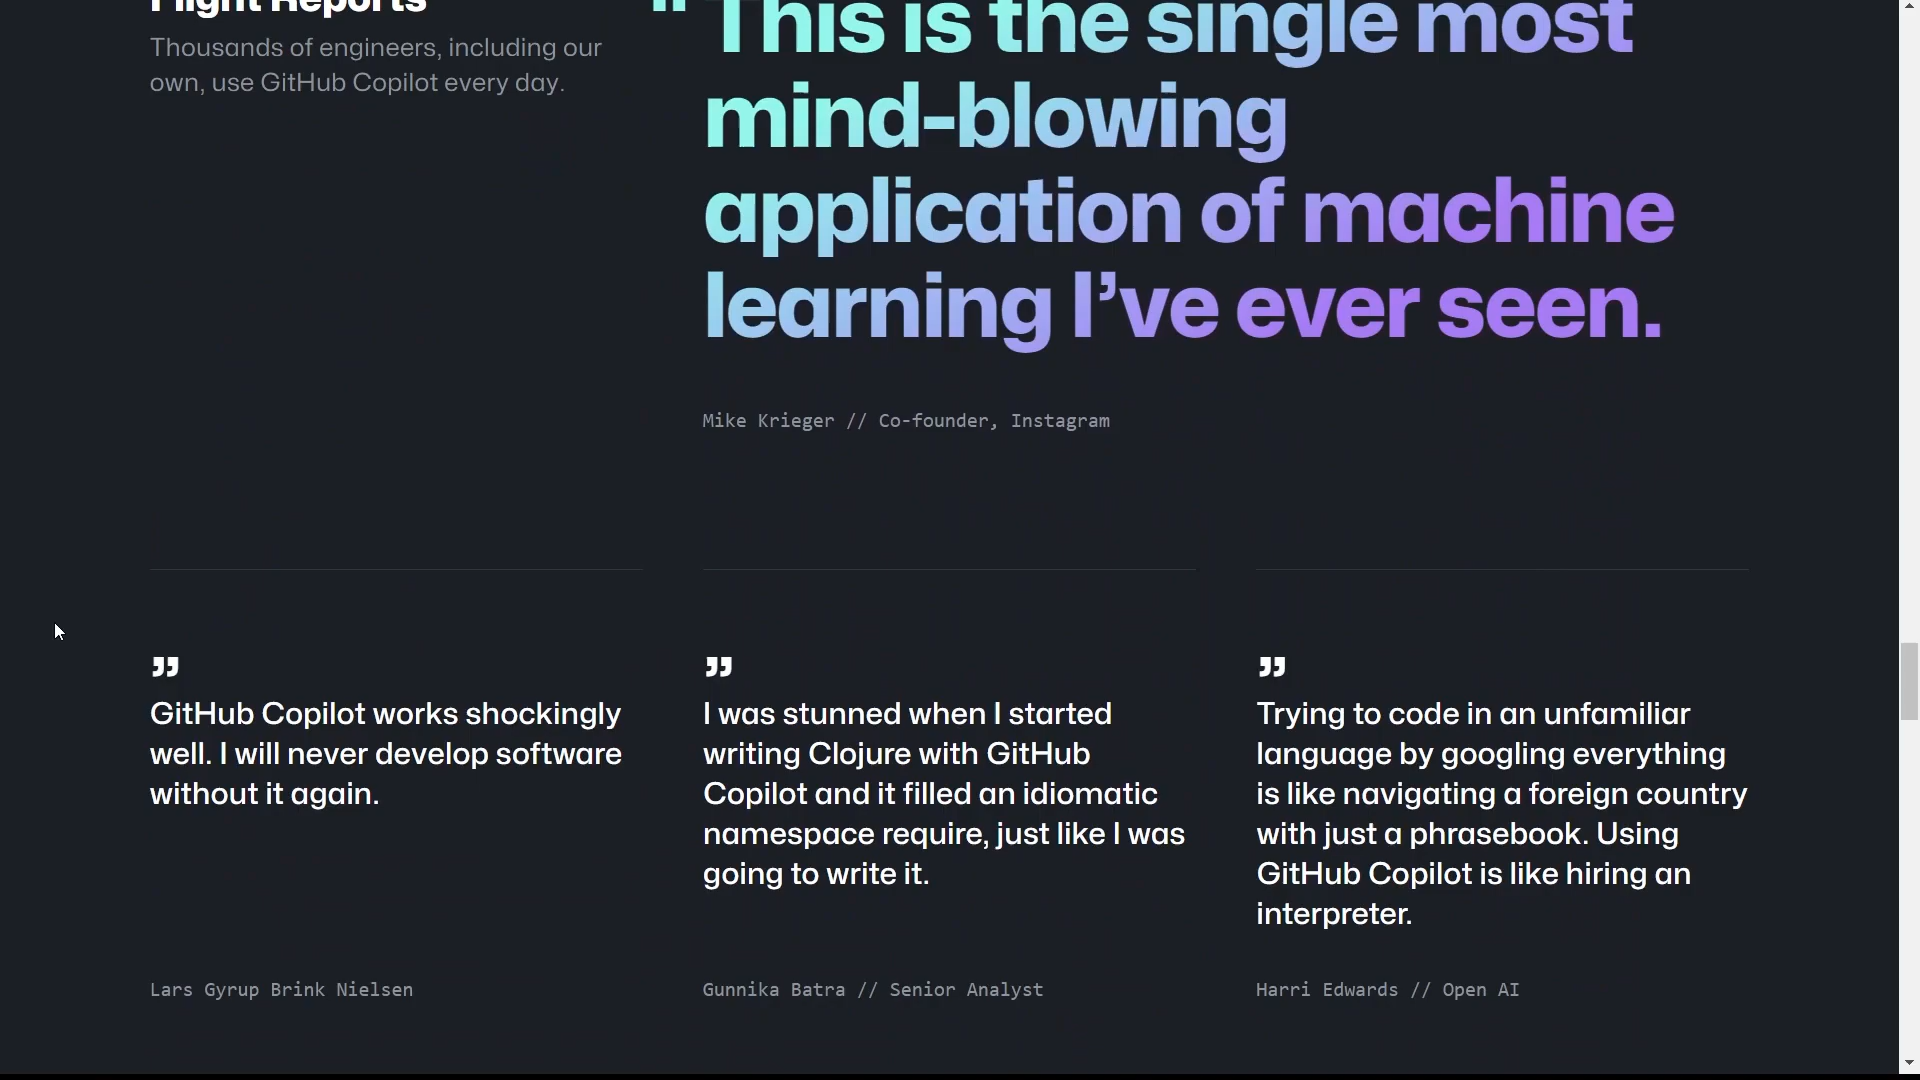 Flight Reports
Thousands of engineers, including our
own, use GitHub Copilot every day.
" This is the single most
mind-blowing
application of machine
learning I’ve ever seen.
Mike Krieger // Co-founder, Instagram
”
GitHub Copilot works shockingly
well. I will never develop software
without it again.
Lars Gyrup Brink Nielsen
”
I was stunned when I started
writing Clojure with GitHub
Copilot and it filled an idiomatic
namespace require, just like I was
going to write it.
Gunnika Batra // Senior Analyst
”
Trying to code in an unfamiliar
language by googling everything
is like navigating a foreign country
with just a phrasebook. Using
GitHub Copilot is like hiring an
interpreter.
Harri Edwards // Open AI